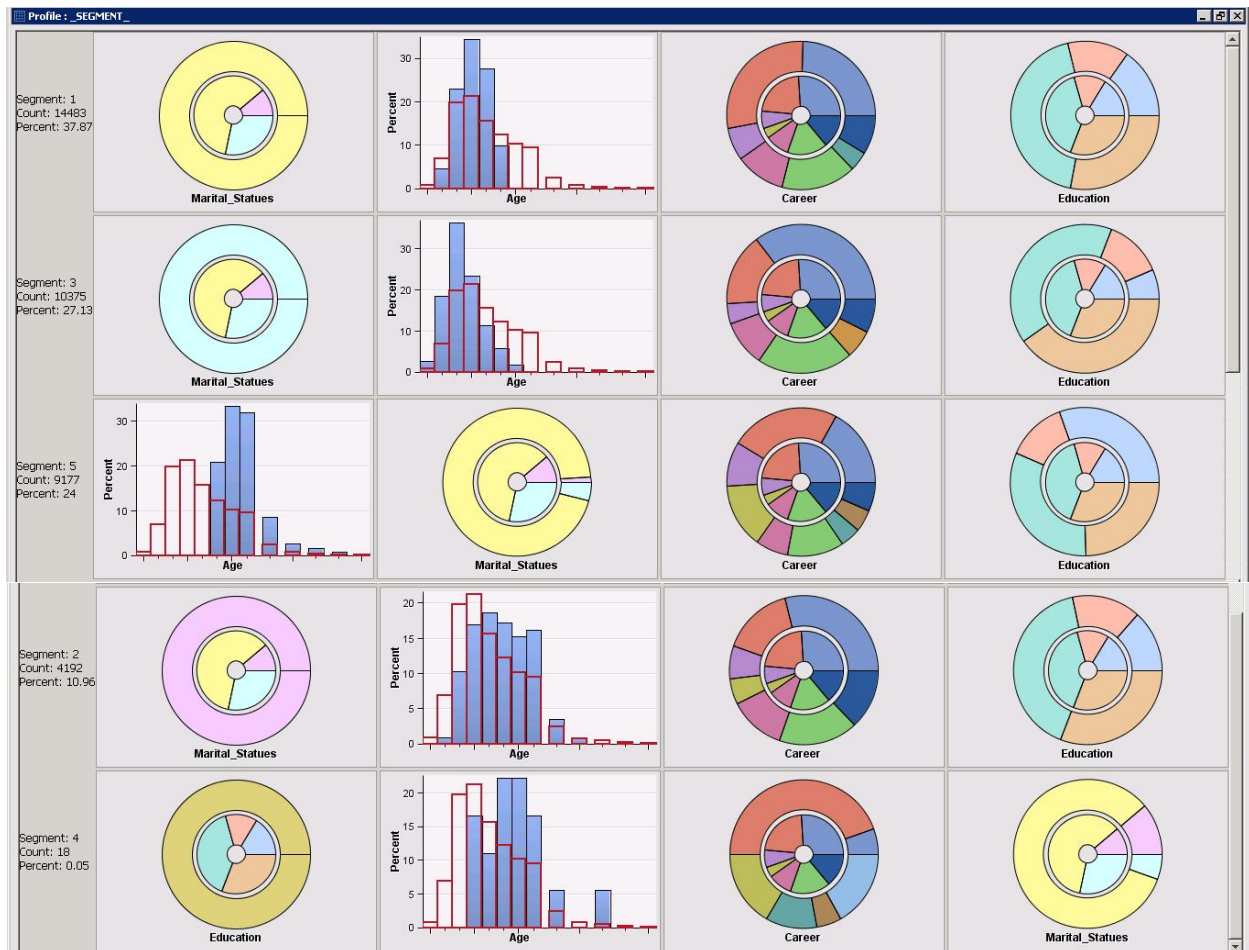 Profile : _SEGMENT_
Segment: 1
Count: 14483
Percent: 37.87
Marital_Statues
Percent
30
20
10
0
Age
Career
Education
Segment: 3
Count: 10375
Percent: 27.13
Marital_Statues
Percent
30
20
10
0
Age
Career
Education
Segment: 5
Count: 9177
Percent: 24
Percent
30
20
10
0
Age
Marital_Statues
Career
Education
Segment: 2
Count: 4192
Percent: 10.96
Marital_Statues
Percent
20
15
10
5
0
Age
Career
Education
Segment: 4
Count: 18
Percent: 0.05
Education
Percent
20
15
10
5
0
Age
Career
Marital_Statues